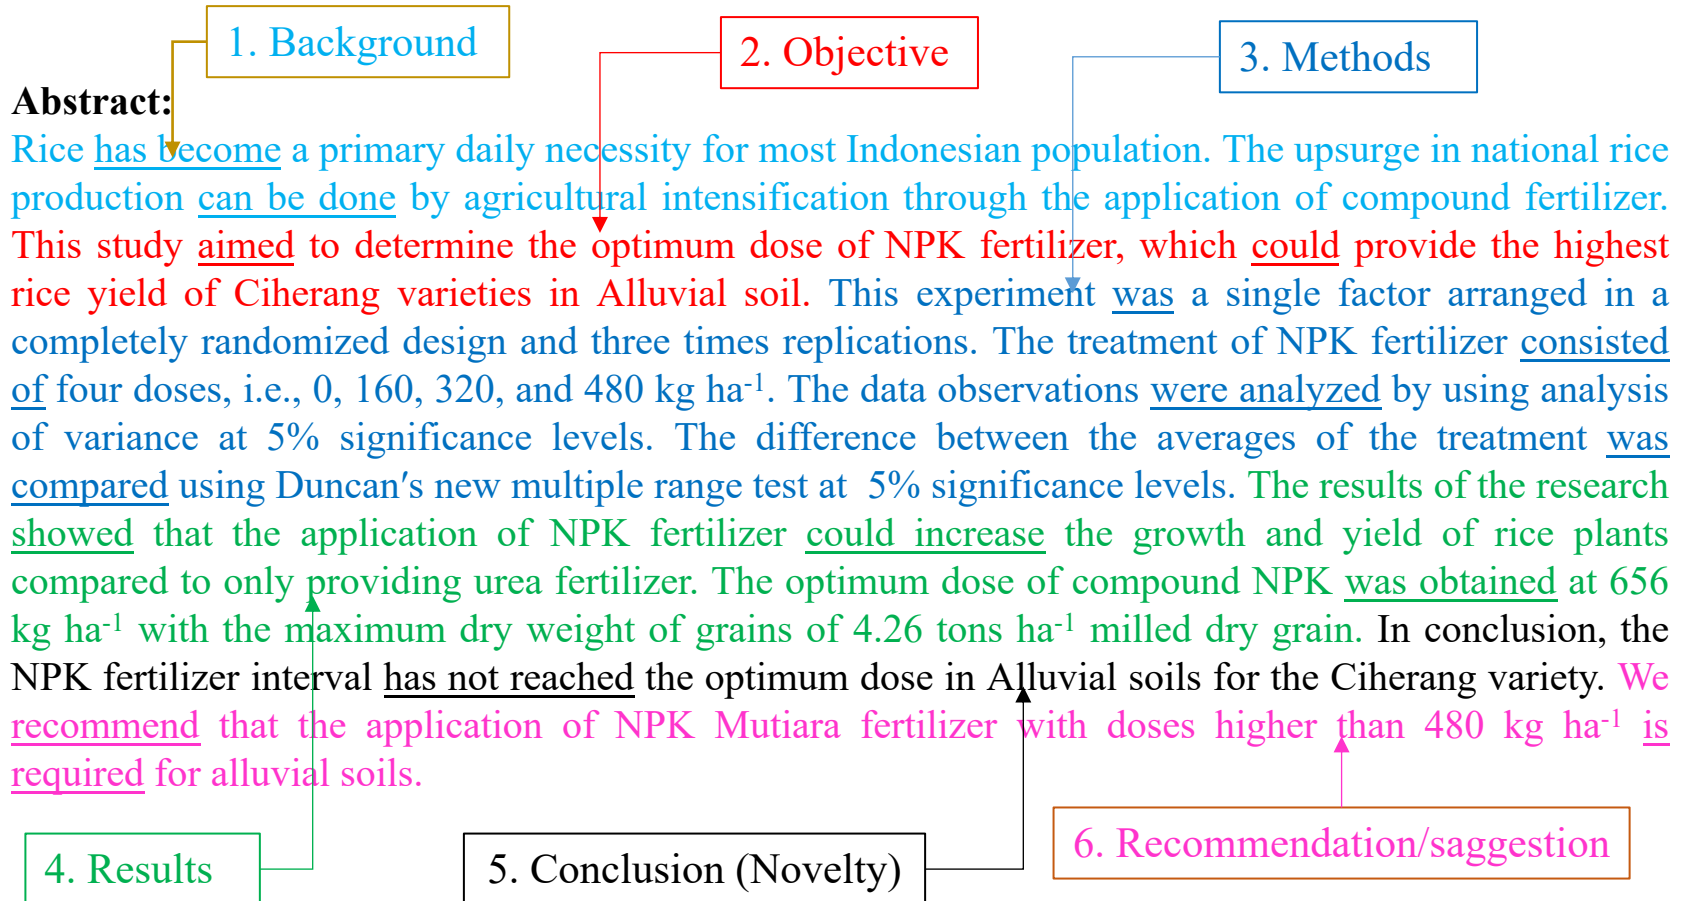 1. Background
2. Objective
3. Methods
Abstract:
Rice has become a primary daily necessity for most Indonesian population. The upsurge in national rice
production can be done by agricultural intensification through the application of compound fertilizer.
This study aimed to determine the optimum dose of NPK fertilizer, which could provide the highest
rice yield of Ciherang varieties in Alluvial soil. This experiment was a single factor arranged in a
completely randomized design and three times replications. The treatment of NPK fertilizer consisted
of four doses, i.e., 0, 160, 320, and 480 kg ha⁻¹. The data observations were analyzed by using analysis
of variance at 5% significance levels. The difference between the averages of the treatment was
compared using Duncan′s new multiple range test at  5% significance levels. The results of the research
showed that the application of NPK fertilizer could increase the growth and yield of rice plants
compared to only providing urea fertilizer. The optimum dose of compound NPK was obtained at 656
kg ha⁻¹ with the maximum dry weight of grains of 4.26 tons ha⁻¹ milled dry grain. In conclusion, the
NPK fertilizer interval has not reached the optimum dose in Alluvial soils for the Ciherang variety. We
recommend that the application of NPK Mutiara fertilizer with doses higher than 480 kg ha⁻¹ is
required for alluvial soils.
4. Results
5. Conclusion (Novelty)
6. Recommendation/saggestion